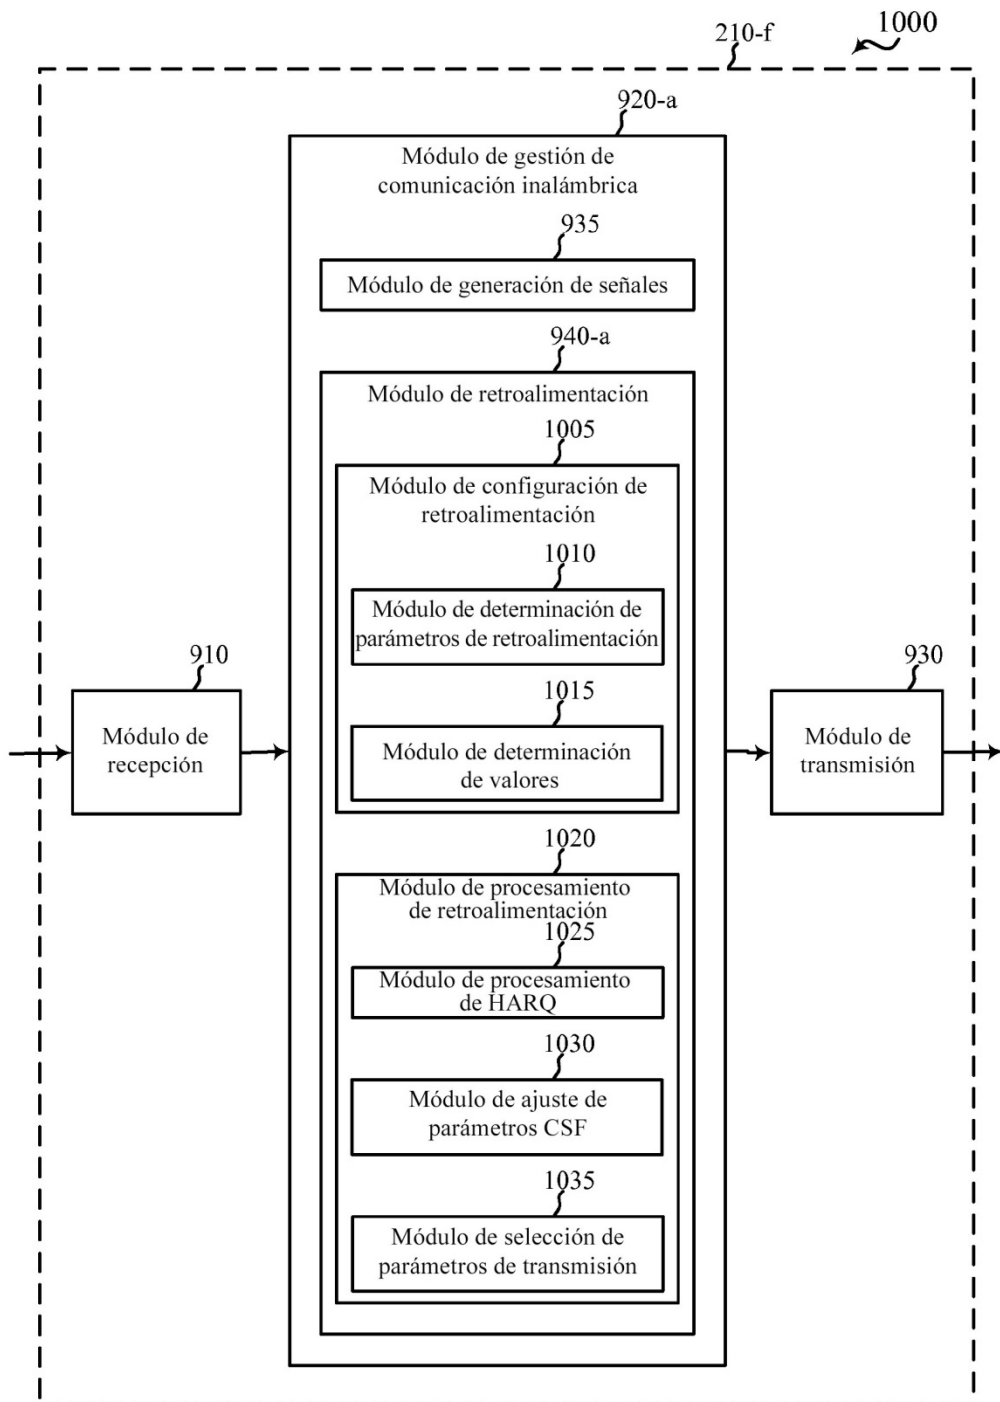 1000
210-f
920-a
Módulo de gestión de
comunicación inalámbrica
935
Módulo de generación de señales
940-a
Módulo de retroalimentación
1005
Módulo de configuración de
retroalimentación
1010
Módulo de determinación de
parámetros de retroalimentación
1015
Módulo de determinación
de valores
910
Módulo de
recepción
930
Módulo de
transmisión
1020
Módulo de procesamiento
de retroalimentación
1025
Módulo de procesamiento
de HARQ
1030
Módulo de ajuste de
parámetros CSF
1035
Módulo de selección de
parámetros de transmisión